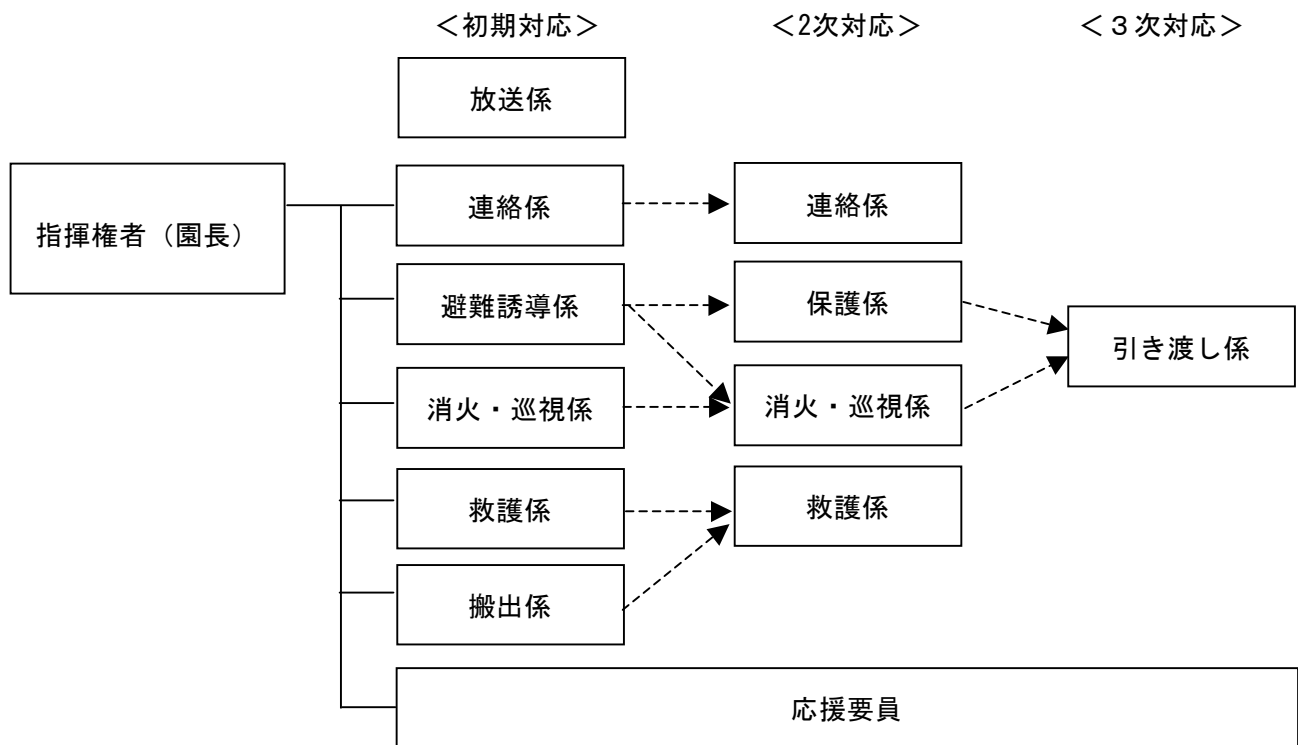 ＜初期対応＞ ＜2次対応＞ ＜３次対応＞
放送係
指揮権者（園長）
連絡係 連絡係
避難誘導係 保護係
引き渡し係
消火・巡視係 消火・巡視係
救護係 救護係
搬出係
応援要員